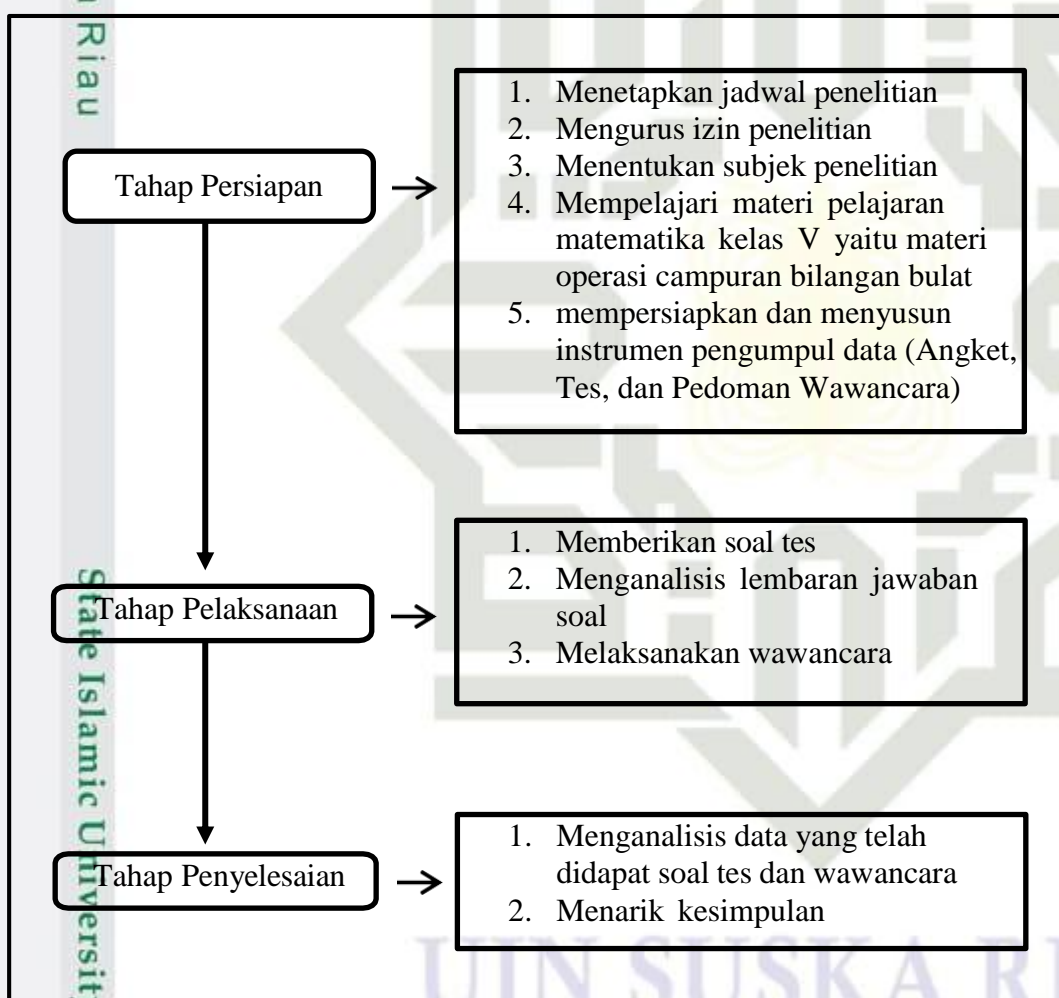 Riau
1. Menetapkan jadwal penelitian
2. Mengurus izin penelitian
3. Menentukan subjek penelitian
4. Mempelajari materi pelajaran
matematika kelas V yaitu materi
operasi campuran bilangan bulat
5. mempersiapkan dan menyusun
instrumen pengumpul data (Angket,
Tes, dan Pedoman Wawancara)
Tahap Persiapan
1. Memberikan soal tes
2. Menganalisis lembaran jawaban
soal
3. Melaksanakan wawancara
Tahap Pelaksanaan
1. Menganalisis data yang telah
didapat soal tes dan wawancara
2. Menarik kesimpulan
Tahap Penyelesaian
State Islamic Universit
UIN SUSKA R